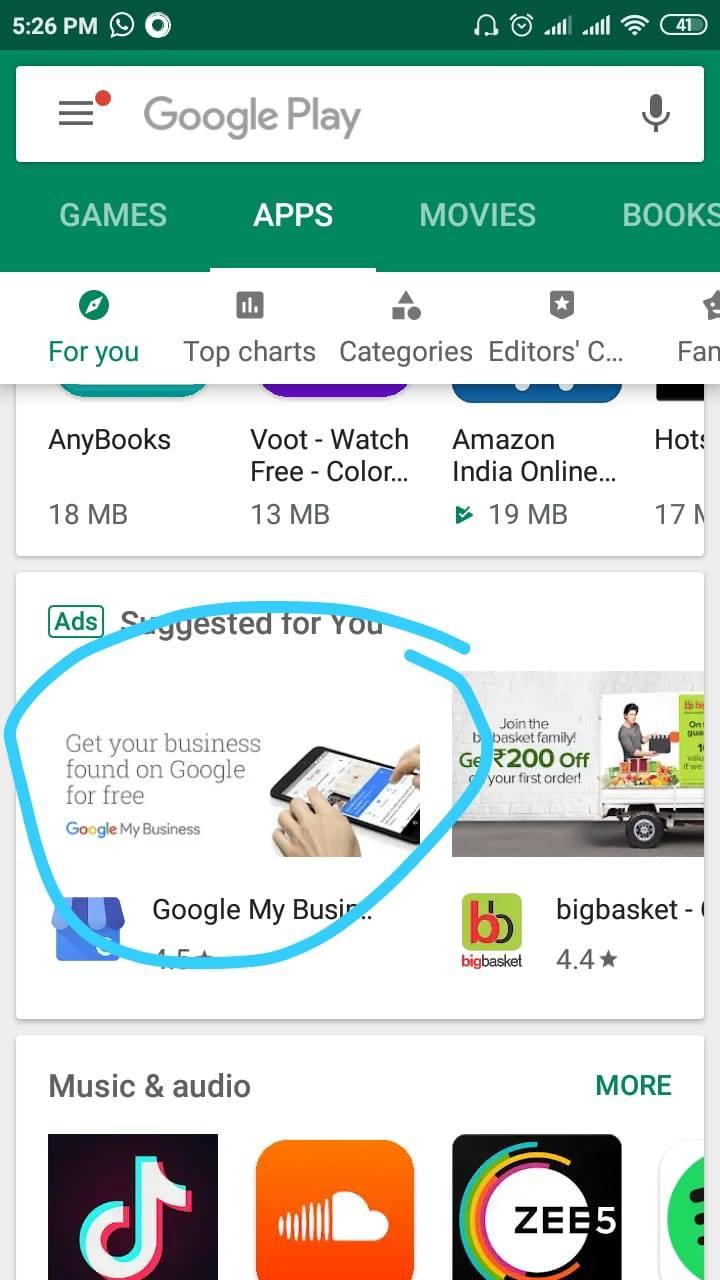 5:26 PM
41
Google Play
GAMES APPS MOVIES BOOKS
For you Top charts Categories Editors' C... Fan
AnyBooks
18 MB
Voot - Watch
Free - Color...
13 MB
Amazon
India Online...
19 MB
Hots
17 M
Ads Suggested for You
Get your business
found on Google
for free
Google My Business
Google My Busin..
4.5
Join the
bigbasket family!
Get ₹200 Off
on your first order!
bb
bigbasket
bigbasket -
4.4
Music & audio MORE
ZEE5